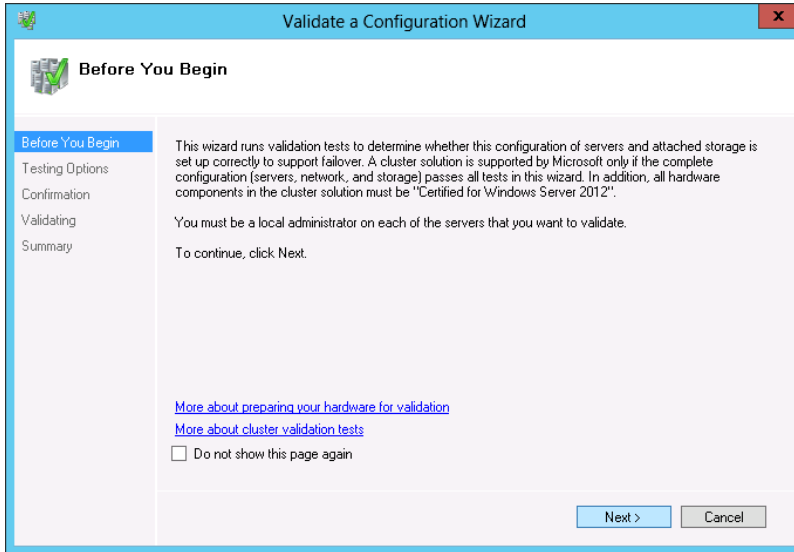 Validate a Configuration Wizard
x
Before You Begin
Before You Begin
Testing Options
Confirmation
Validating
Summary
This wizard runs validation tests to determine whether this configuration of servers and attached storage is
set up correctly to support failover. A cluster solution is supported by Microsoft only if the complete
configuration (servers, network, and storage) passes all tests in this wizard. In addition, all hardware
components in the cluster solution must be "Certified for Windows Server 2012".
You must be a local administrator on each of the servers that you want to validate.
To continue, click Next.
More about preparing your hardware for validation
More about cluster validation tests
Do not show this page again
Next >
Cancel